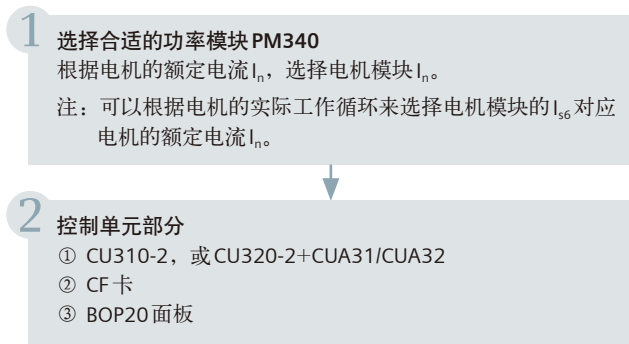 1
选择合适的功率模块PM340
根据电机的额定电流In，选择电机模块In。
注：可以根据电机的实际工作循环来选择电机模块的Is6对应
电机的额定电流In。
2
控制单元部分
① CU310-2，或CU320-2+CUA31/CUA32
② CF卡
③ BOP20面板